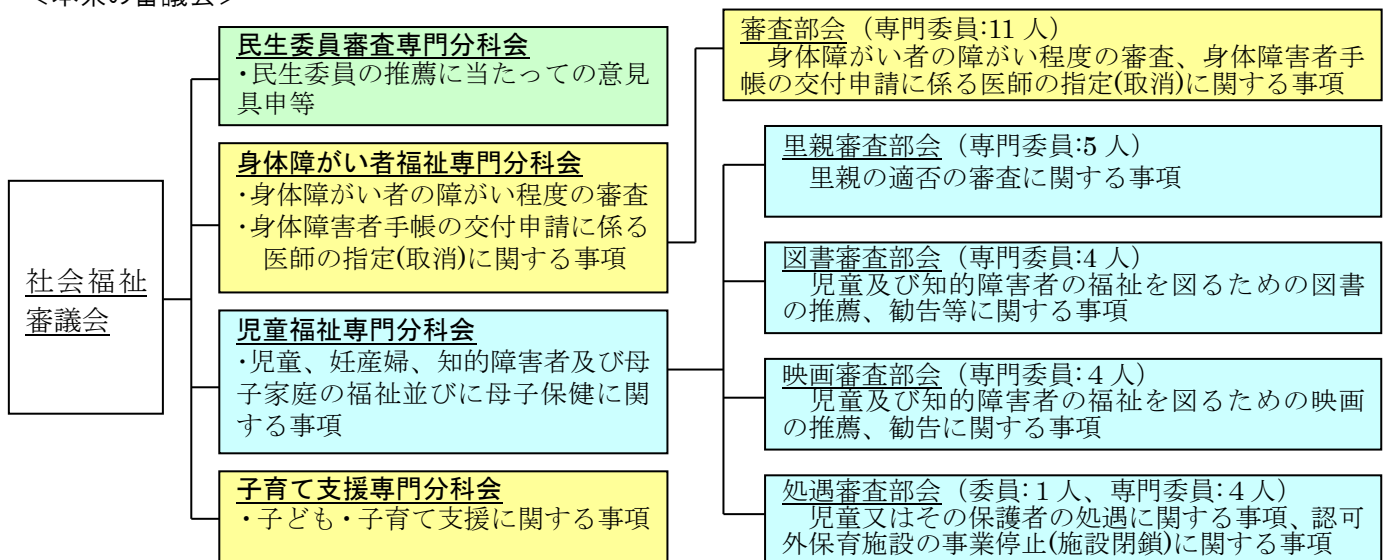 社会福祉
審議会
民生委員審査専門分科会
・民生委員の推薦に当たっての意見
具申等
身体障がい者福祉専門分科会
・身体障がい者の障がい程度の審査
・身体障害者手帳の交付申請に係る
医師の指定(取消)に関する事項
児童福祉専門分科会
・児童、妊産婦、知的障害者及び母
子家庭の福祉並びに母子保健に関
する事項
子育て支援専門分科会
・子ども・子育て支援に関する事項
審査部会（専門委員:11 人）
身体障がい者の障がい程度の審査、身体障害者手
帳の交付申請に係る医師の指定(取消)に関する事項
里親審査部会（専門委員:5 人）
里親の適否の審査に関する事項
図書審査部会（専門委員:4 人）
児童及び知的障害者の福祉を図るための図書
の推薦、勧告等に関する事項
映画審査部会（専門委員:4 人）
児童及び知的障害者の福祉を図るための映画
の推薦、勧告に関する事項
処遇審査部会（委員:1 人、専門委員:4 人）
児童又はその保護者の処遇に関する事項、認可
外保育施設の事業停止(施設閉鎖)に関する事項